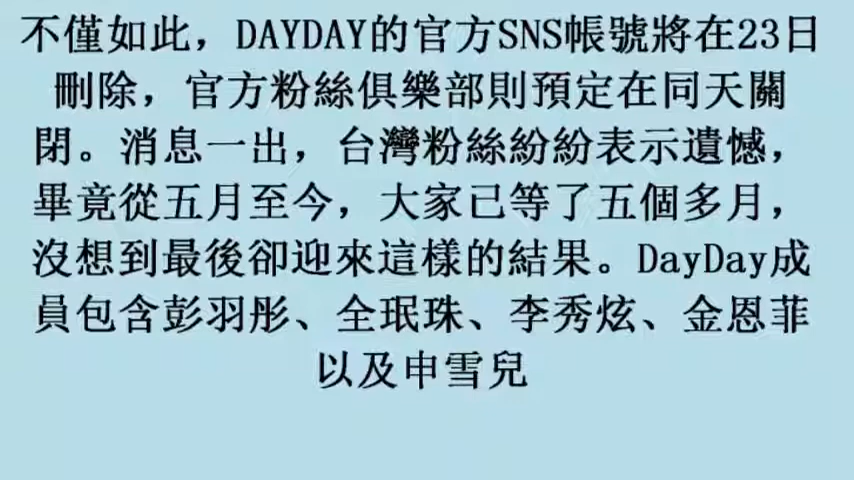 不僅如此，DAYDAY的官方SNS帳號將在23日
刪除，官方粉絲俱樂部則預定在同天關
閉。消息一出，台灣粉絲紛紛表示遺憾，
畢竟從五月至今，大家已等了五個多月，
沒想到最後卻迎來這樣的結果。DayDay成
員包含彭羽彤、全珉珠、李秀炫、金恩菲
以及申雪兒